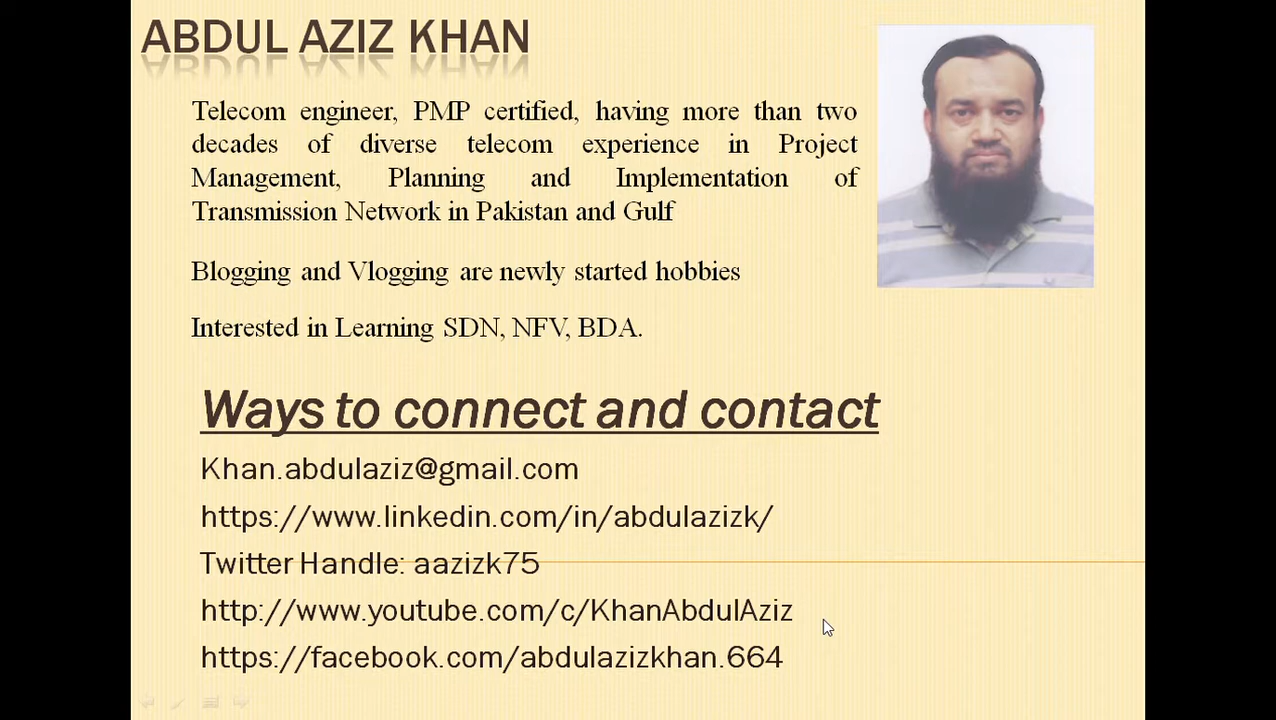 ABDUL AZIZ KHAN
Telecom engineer, PMP certified, having more than two
decades of diverse telecom experience in Project
Management, Planning and Implementation of
Transmission Network in Pakistan and Gulf
Blogging and Vlogging are newly started hobbies
Interested in Learning SDN, NFV, BDA.
Ways to connect and contact
Khan.abdulaziz@gmail.com
https://www.linkedin.com/in/abdulazizk/
Twitter Handle: aazizk75
http://www.youtube.com/c/KhanAbdulAziz
https://facebook.com/abdulazizkhan.664